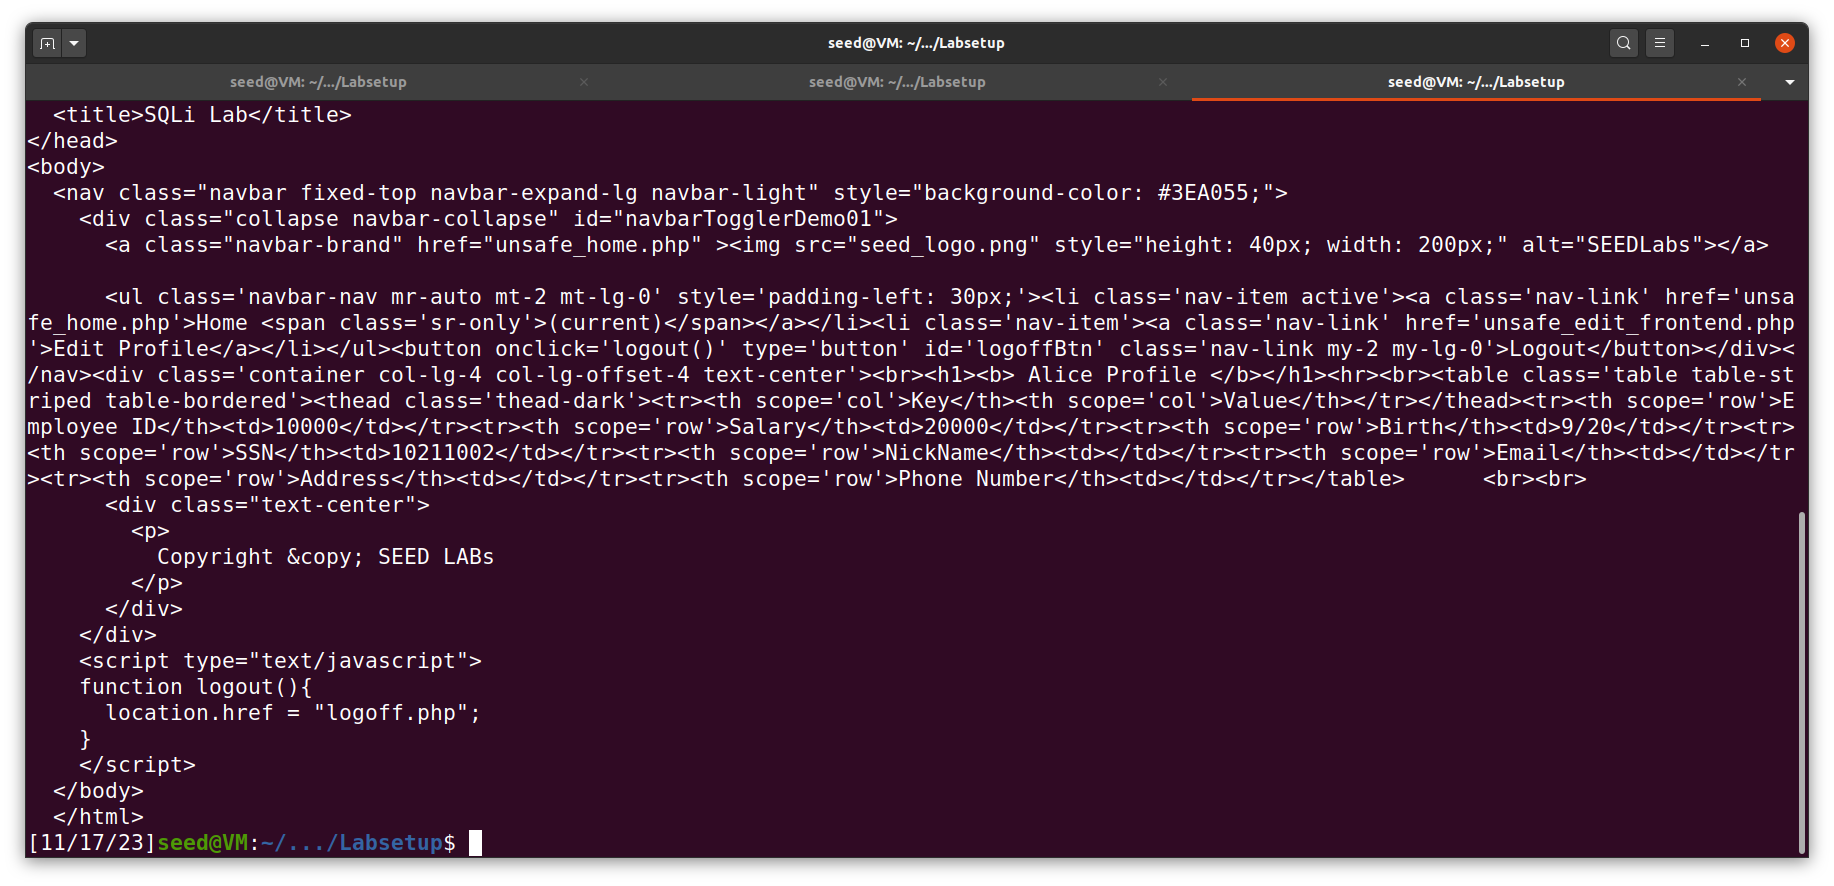 seed@VM: ~/.../Labsetup
seed@VM: ~/.../Labsetup
seed@VM: ~/.../Labsetup
seed@VM: ~/.../Labsetup
  <title>SQLi Lab</title>
</head>
<body>
  <nav class="navbar fixed-top navbar-expand-lg navbar-light" style="background-color: #3EA055;">
    <div class="collapse navbar-collapse" id="navbarTogglerDemo01">
      <a class="navbar-brand" href="unsafe_home.php" ><img src="seed_logo.png" style="height: 40px; width: 200px;" alt="SEEDLabs"></a>

      <ul class='navbar-nav mr-auto mt-2 mt-lg-0' style='padding-left: 30px;'><li class='nav-item active'><a class='nav-link' href='unsa
fe_home.php'>Home <span class='sr-only'>(current)</span></a></li><li class='nav-item'><a class='nav-link' href='unsafe_edit_frontend.php
'>Edit Profile</a></li></ul><button onclick='logout()' type='button' id='logoffBtn' class='nav-link my-2 my-lg-0'>Logout</button></div><
/nav><div class='container col-lg-4 col-lg-offset-4 text-center'><br><h1><b> Alice Profile </b></h1><hr><br><table class='table table-st
riped table-bordered'><thead class='thead-dark'><tr><th scope='col'>Key</th><th scope='col'>Value</th></tr></thead><tr><th scope='row'>E
mployee ID</th><td>10000</td></tr><tr><th scope='row'>Salary</th><td>20000</td></tr><tr><th scope='row'>Birth</th><td>9/20</td></tr><tr>
<th scope='row'>SSN</th><td>10211002</td></tr><tr><th scope='row'>NickName</th><td></td></tr><tr><th scope='row'>Email</th><td></td></tr
><tr><th scope='row'>Address</th><td></td></tr><tr><th scope='row'>Phone Number</th><td></td></tr></table>      <br><br>
      <div class="text-center">
        <p>
          Copyright &copy; SEED LABs
        </p>
      </div>
    </div>
    <script type="text/javascript">
    function logout(){
      location.href = "logoff.php";
    }
    </script>
  </body>
  </html>
[11/17/23]seed@VM:~/.../Labsetup$